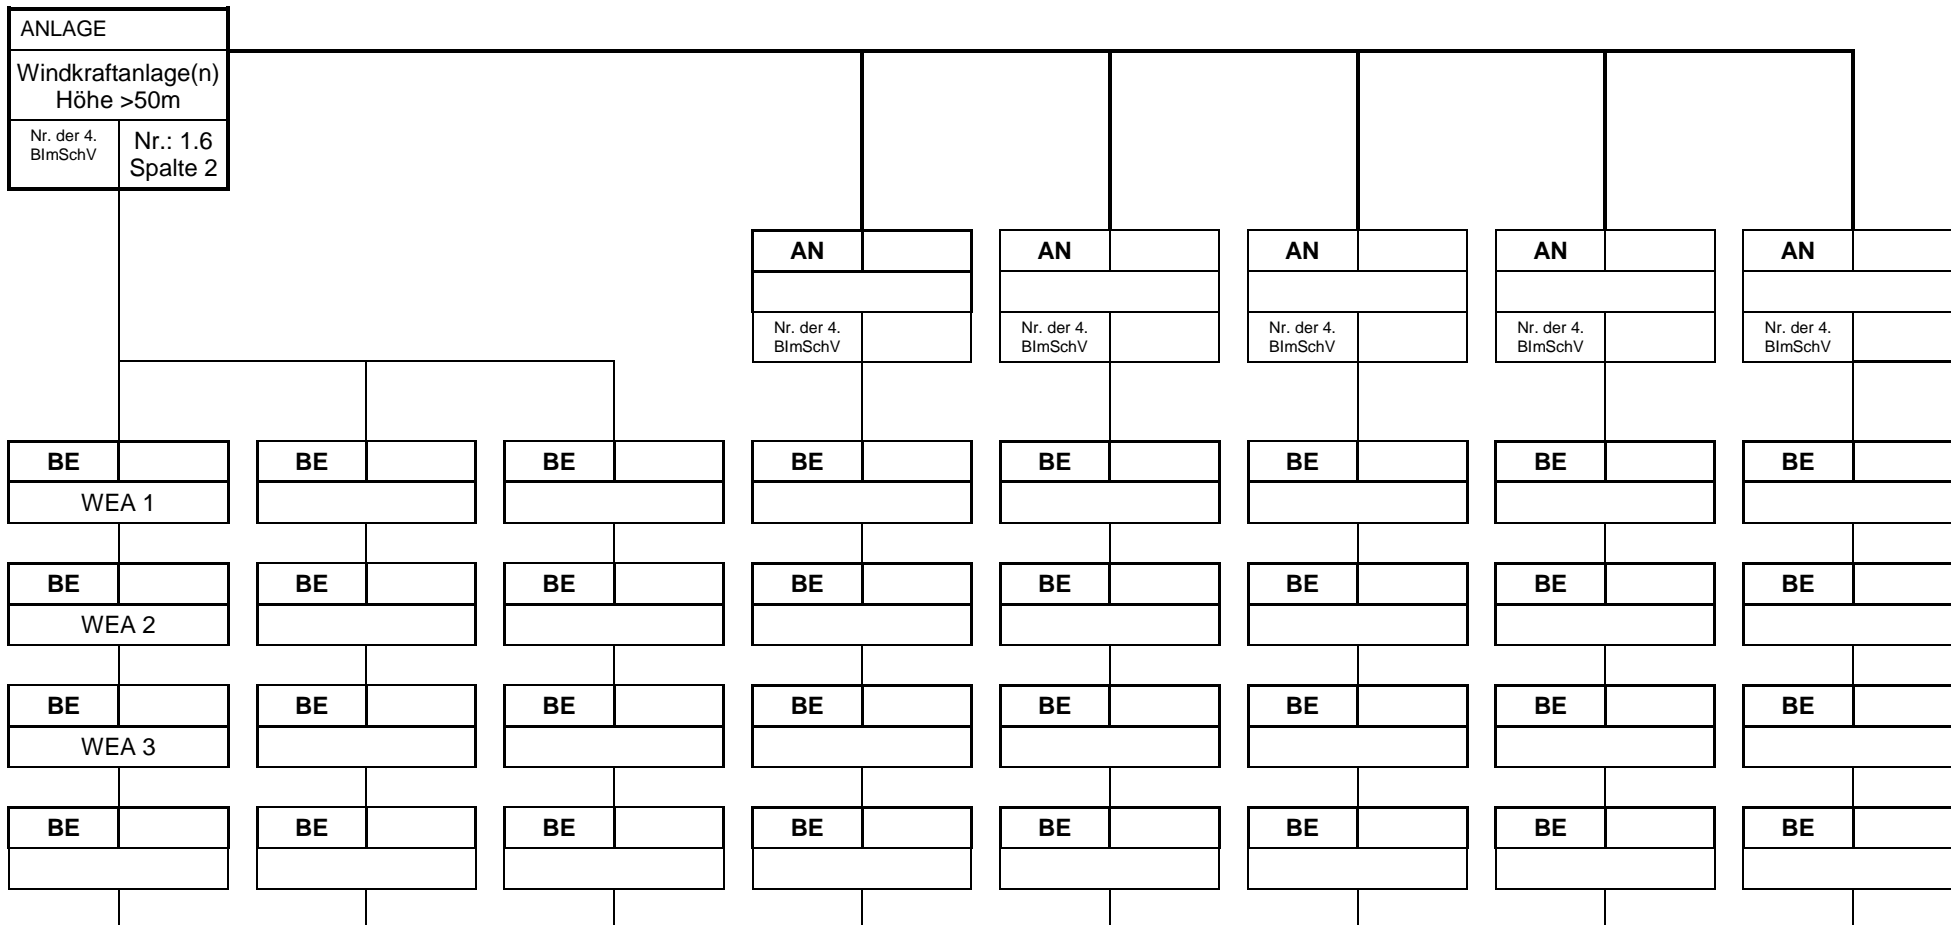 ANLAGE
Windkraftanlage(n)
Höhe >50m
Nr. der 4.
BImSchV
Nr.: 1.6
Spalte 2
AN AN AN AN AN
Nr. der 4. Nr. der 4. Nr. der 4. Nr. der 4. Nr. der 4.
BImSchV BImSchV BImSchV BImSchV BImSchV
BE BE BE BE BE BE BE BE
WEA 1
BE BE BE BE BE BE BE BE
WEA 2
BE BE BE BE BE BE BE BE
WEA 3
BE BE BE BE BE BE BE BE